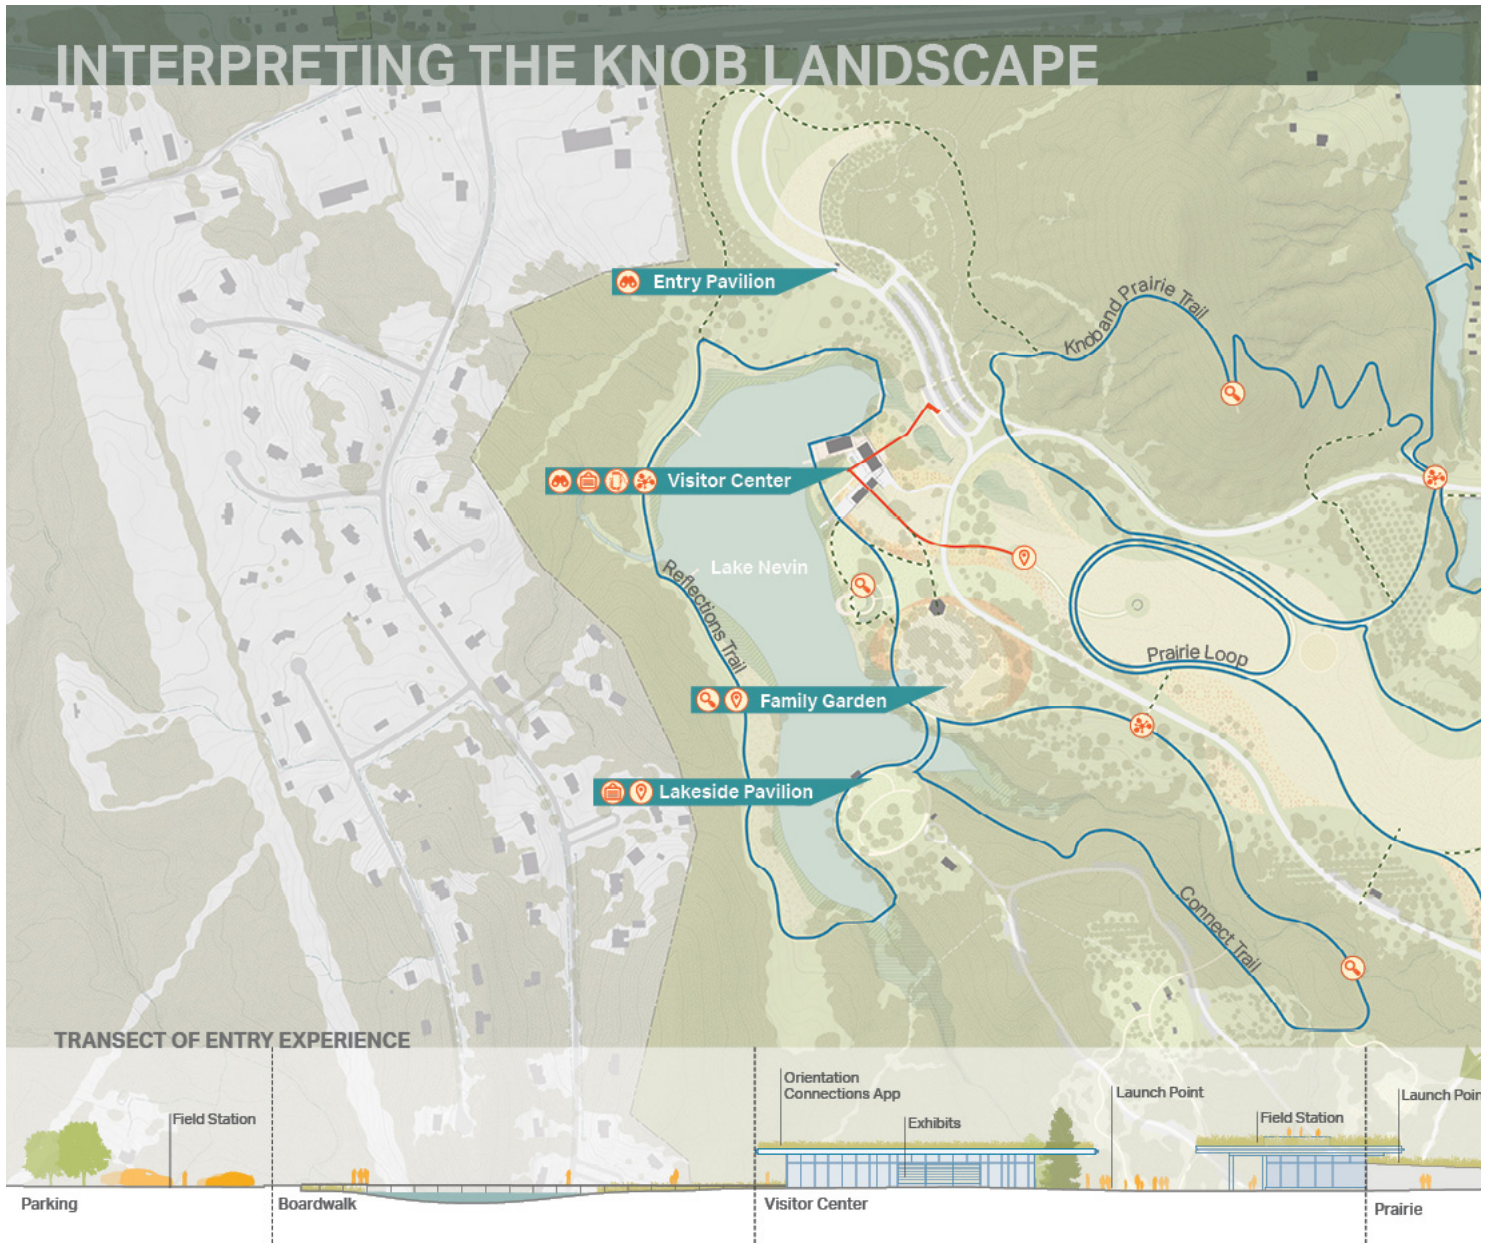 INTERPRETING THE KNOB LANDSCAPE
Entry Pavilion
Knob and Prairie Trail
Visitor Center
Lake Nevin
Reflections Trail
Prairie Loop
Family Garden
Lakeside Pavilion
Connect Trail
TRANSECT OF ENTRY EXPERIENCE
Orientation
Connections App
Launch Point
Launch Poin
Field Station
Exhibits
Field Station
Parking
Boardwalk
Visitor Center
Prairie